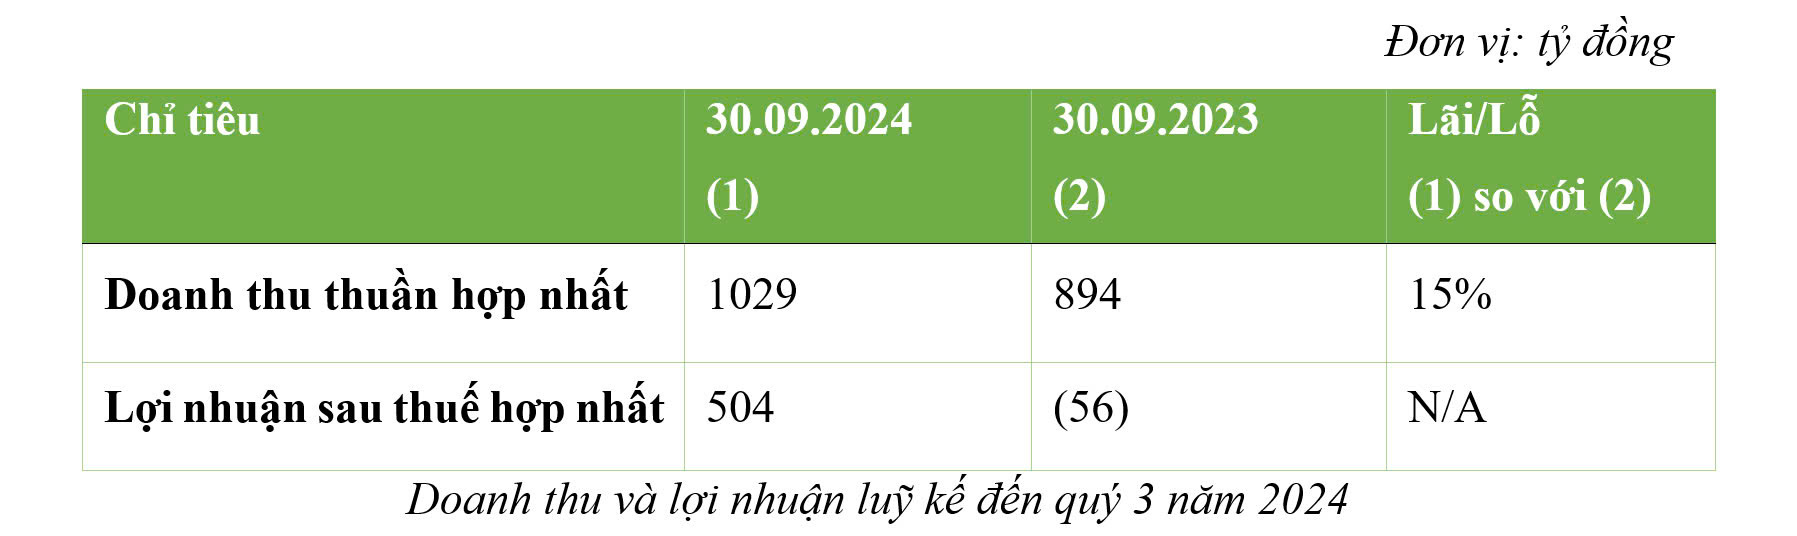 Đơn vị: tỷ đồng
Chỉ tiêu 30.09.2024 30.09.2023 Lãi/Lỗ
(1) (2) (1) so với (2)
Doanh thu thuần hợp nhất 1029 894 15%
Lợi nhuận sau thuế hợp nhất 504 (56) N/A
Doanh thu và lợi nhuận luỹ kế đến quý 3 năm 2024